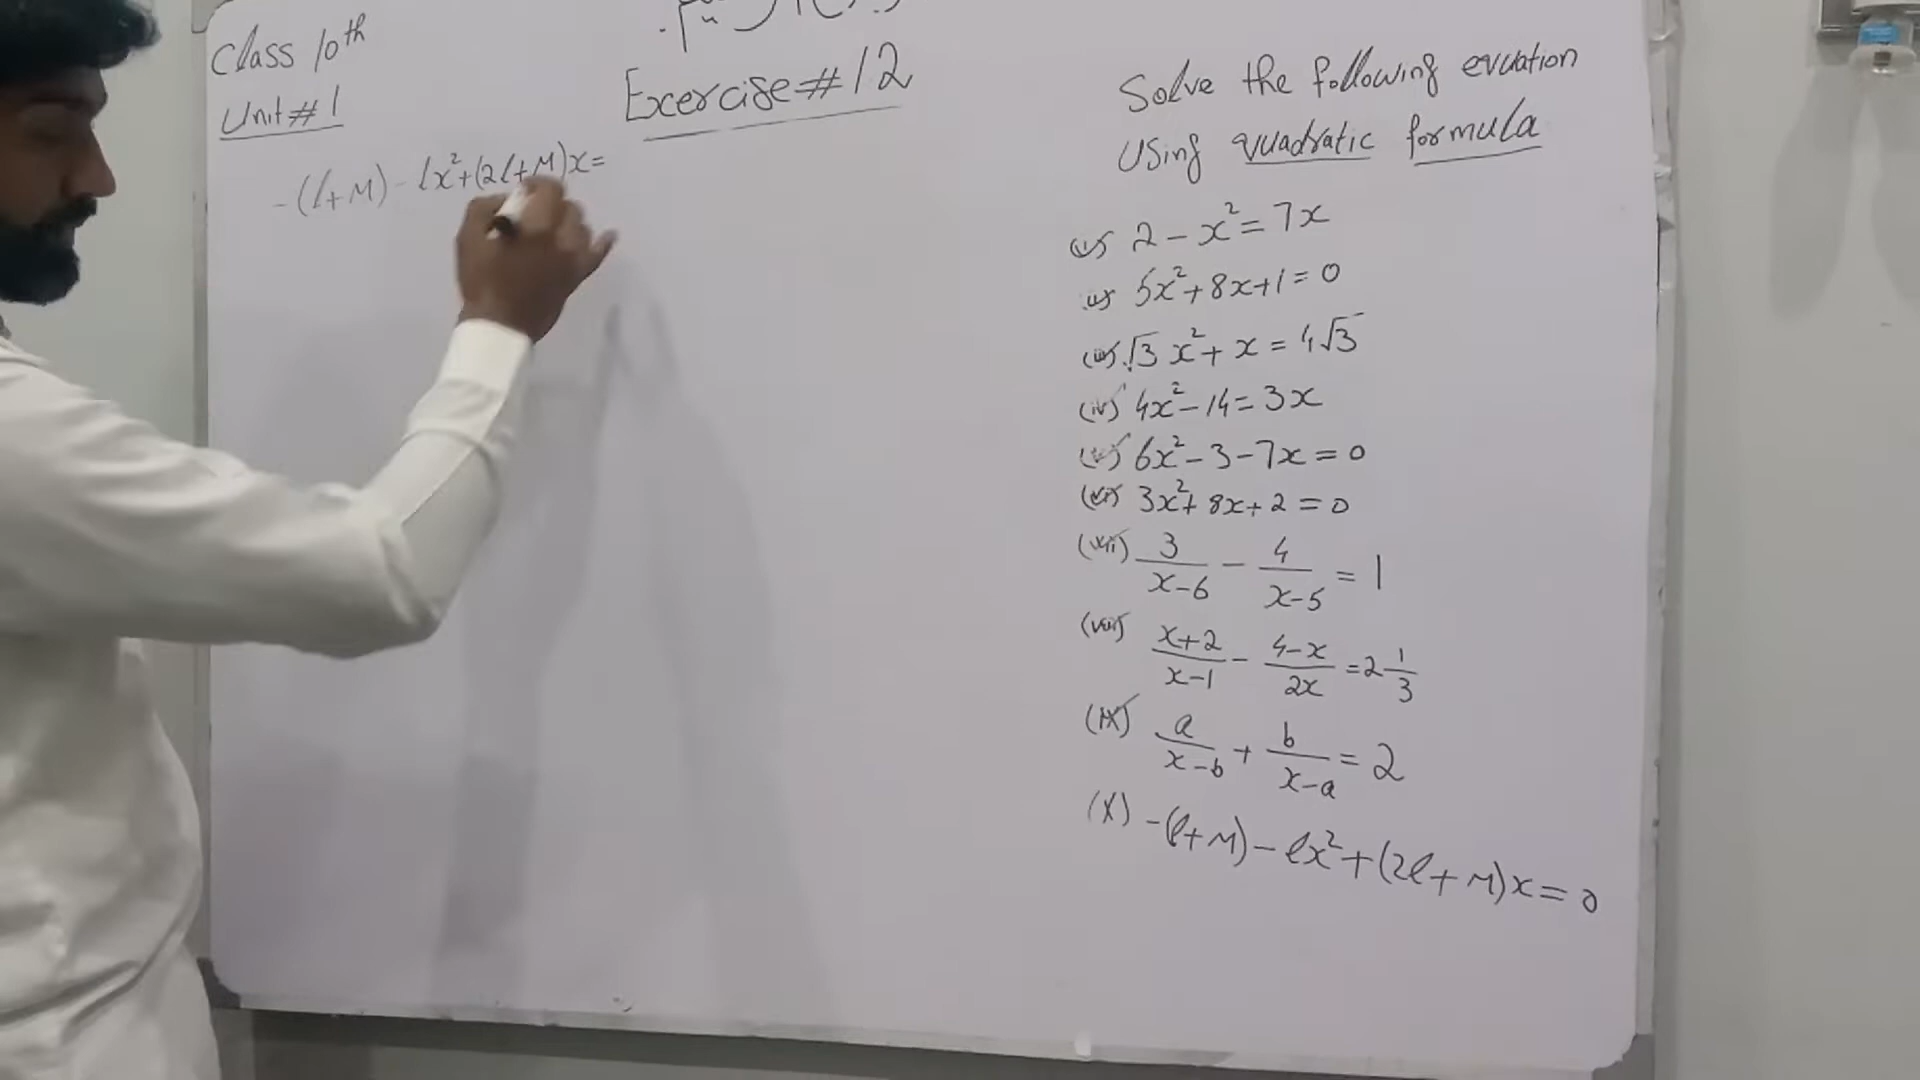 Class 10th
Unit # 1
Exercise # 12
-(l+M) - lx²+(2l+M)x=
Solve the following evuation
Using quadratic formula
(i) 2 - x² = 7x
(ii) 5x² + 8x + 1 = 0
(iii) √3 x² + x = 4√3
(iv) 4x² - 14 = 3x
(v) 6x² - 3 - 7x = 0
(vi) 3x² + 8x + 2 = 0
(vii) 3/(x-6) - 4/(x-5) = 1
(viii) (x+2)/(x-1) - (4-x)/2x = 2 1/3
(ix) a/(x-b) + b/(x-a) = 2
(X) -(l+M) - lx² + (2l+M)x = 0